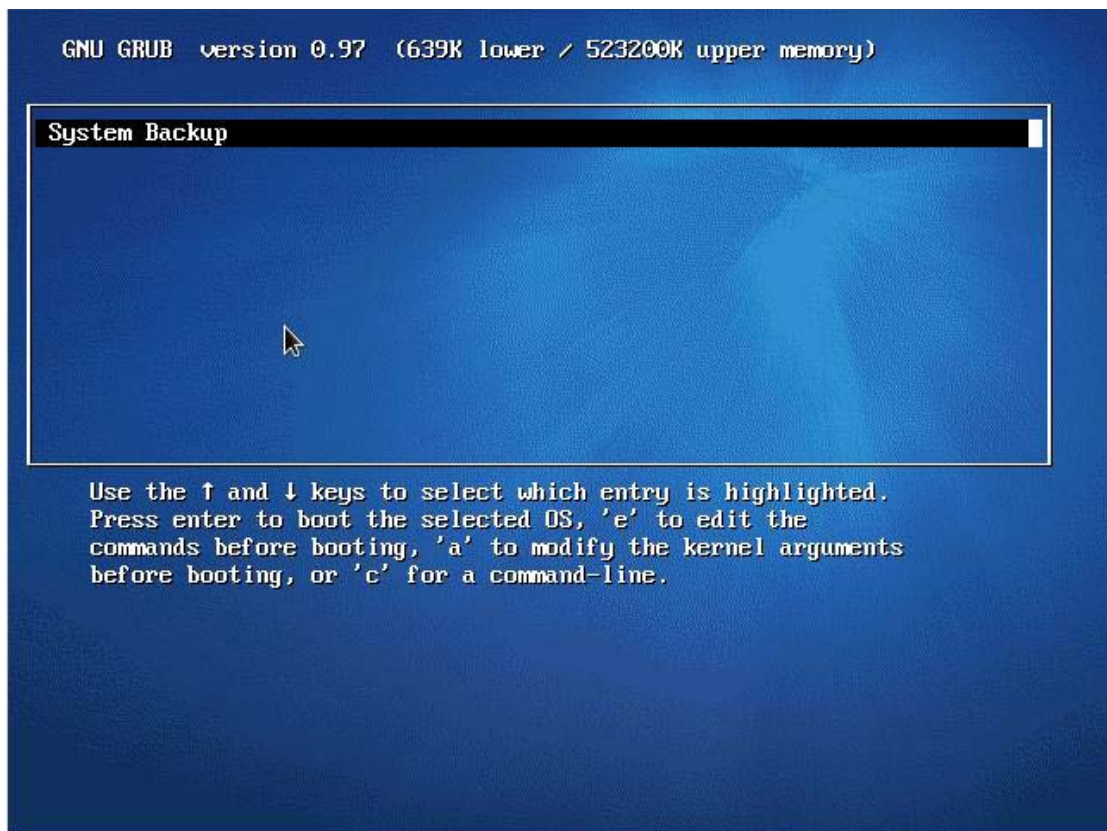 GNU GRUB version 0.97 (639K lower / 523200K upper memory)
System Backup
Use the ↑ and ↓ keys to select which entry is highlighted.
Press enter to boot the selected OS, 'e' to edit the
commands before booting, 'a' to modify the kernel arguments
before booting, or 'c' for a command-line.